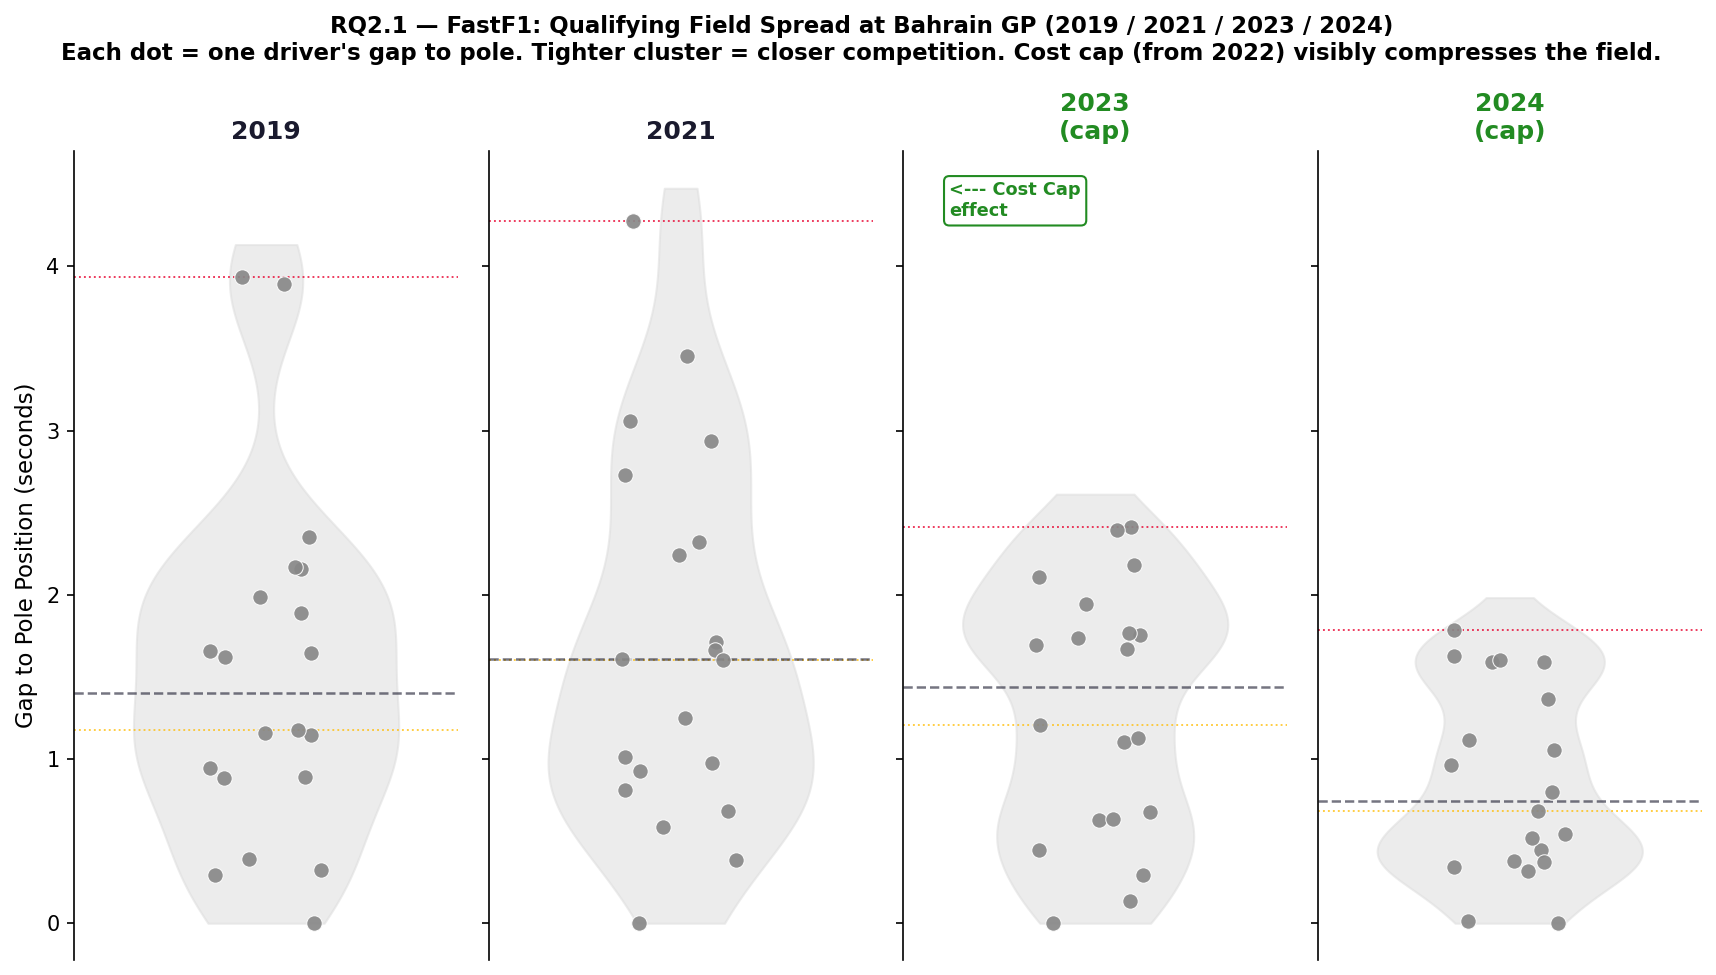 RQ2.1 — FastF1: Qualifying Field Spread at Bahrain GP (2019 / 2021 / 2023 / 2024)
Each dot = one driver's gap to pole. Tighter cluster = closer competition. Cost cap (from 2022) visibly compresses the field.
2019
2021
2023
(cap)
2024
(cap)
<--- Cost Cap
effect
Gap to Pole Position (seconds)
4
3
2
1
0